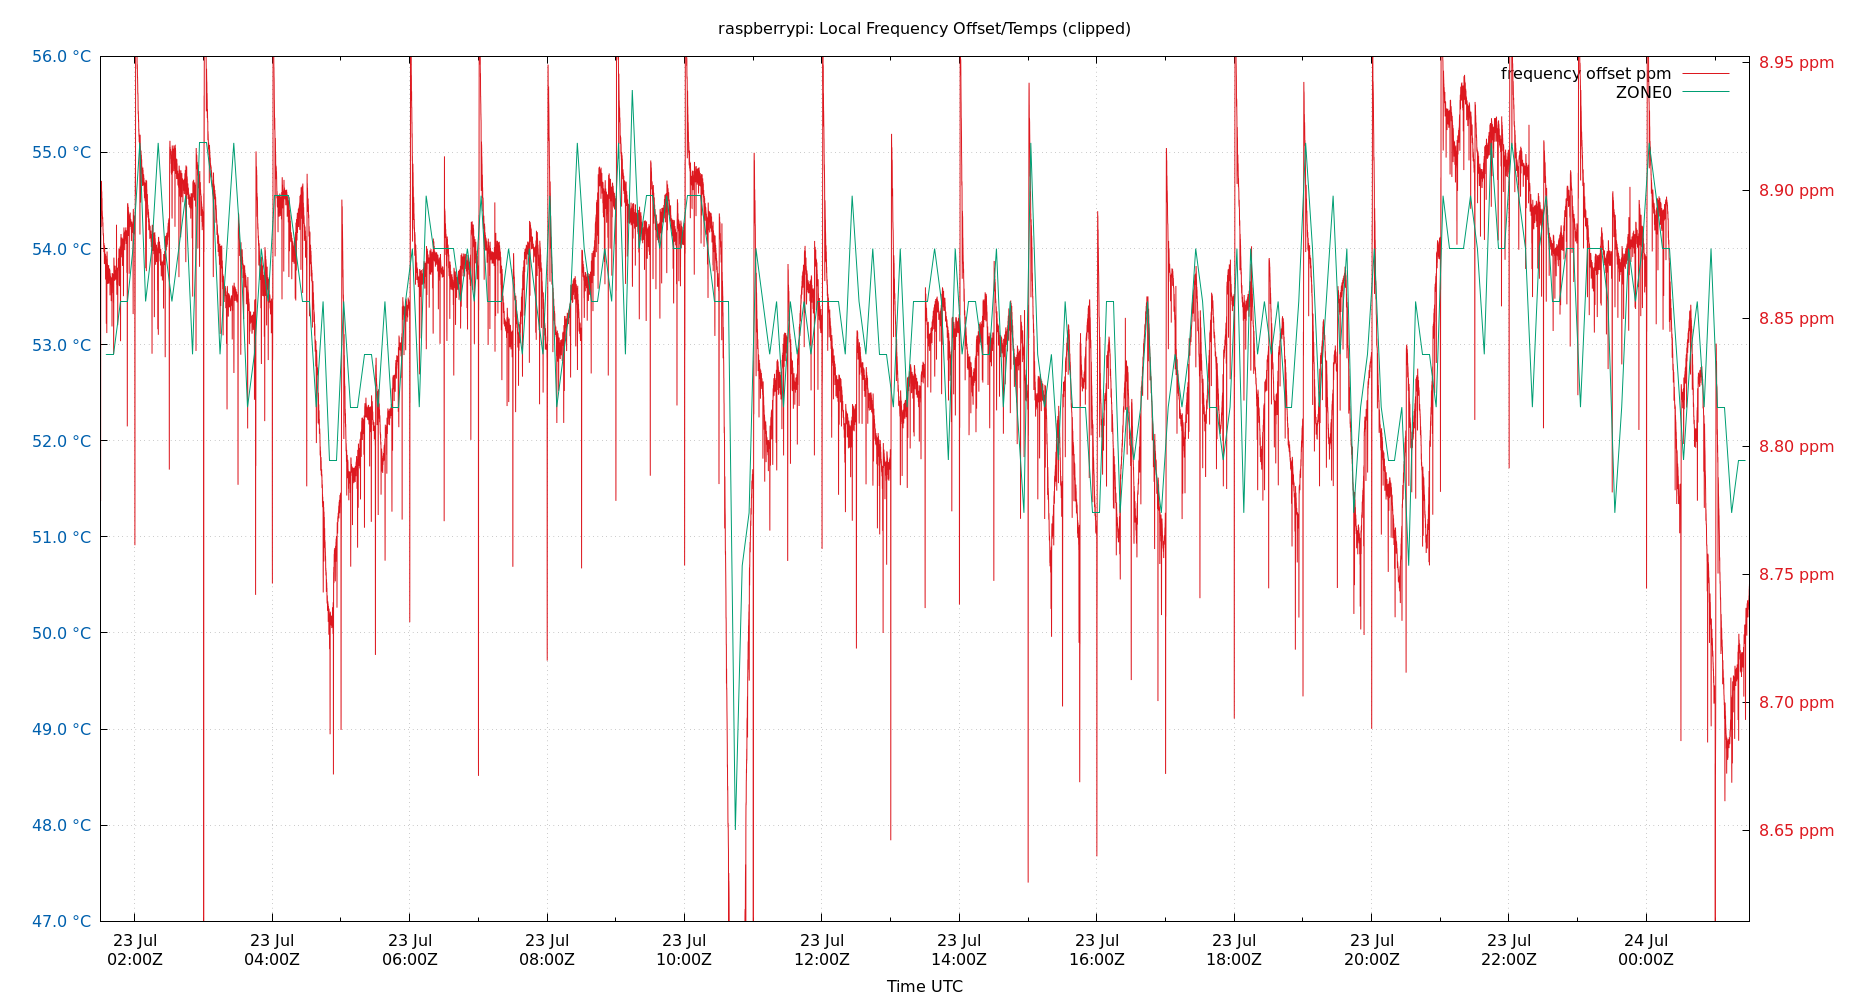 raspberrypi: Local Frequency Offset/Temps (clipped)
56.0 °C
55.0 °C
54.0 °C
53.0 °C
52.0 °C
51.0 °C
50.0 °C
49.0 °C
48.0 °C
47.0 °C
8.95 ppm
8.90 ppm
8.85 ppm
8.80 ppm
8.75 ppm
8.70 ppm
8.65 ppm
frequency offset ppm
ZONE0
23 Jul 23 Jul 23 Jul 23 Jul 23 Jul 23 Jul 23 Jul 23 Jul 23 Jul 23 Jul 23 Jul 24 Jul
02:00Z 04:00Z 06:00Z 08:00Z 10:00Z 12:00Z 14:00Z 16:00Z 18:00Z 20:00Z 22:00Z 00:00Z
Time UTC